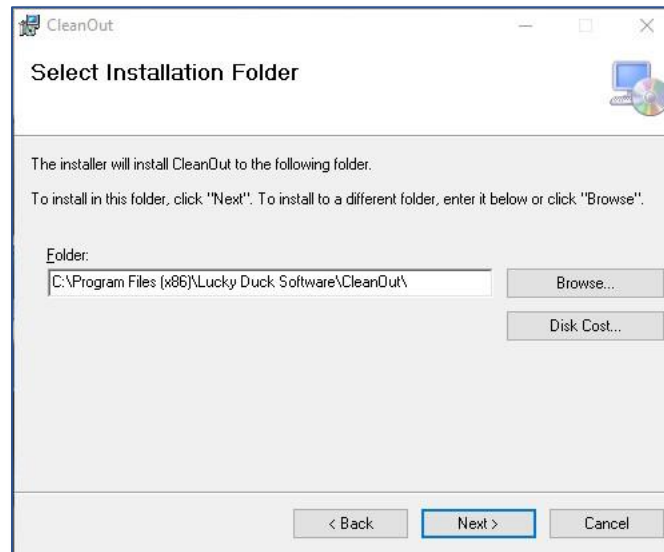 CleanOut
Select Installation Folder
The installer will install CleanOut to the following folder.
To install in this folder, click "Next". To install to a different folder, enter it below or click "Browse".
Folder:
C:\Program Files (x86)\Lucky Duck Software\CleanOut\
Browse...
Disk Cost...
< Back
Next >
Cancel